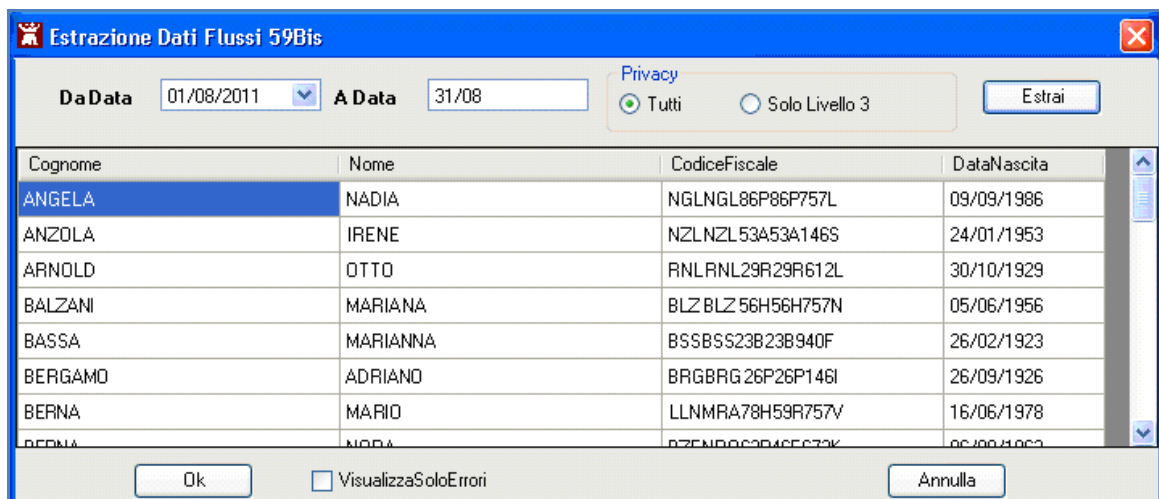 Estrazione Dati Flussi 59Bis
Privacy
Da Data 01/08/2011 A Data 31/08 Tutti Solo Livello 3 Estrai
Cognome Nome CodiceFiscale DataNascita
ANGELA NADIA NGLNGL86P86P757L 09/09/1986
ANZOLA IRENE NZLNZL53A53A146S 24/01/1953
ARNOLD OTTO RNLRNL29R29R612L 30/10/1929
BALZANI MARIANA BLZBLZ56H56H757N 05/06/1956
BASSA MARIANNA BSSBSS23B23B940F 26/02/1923
BERGAMO ADRIANO BRGBRG26P26P146I 26/09/1926
BERNA MARIO LLNMRA78H59R757V 16/06/1978
BERNA NORA
Ok VisualizzaSoloErrori Annulla